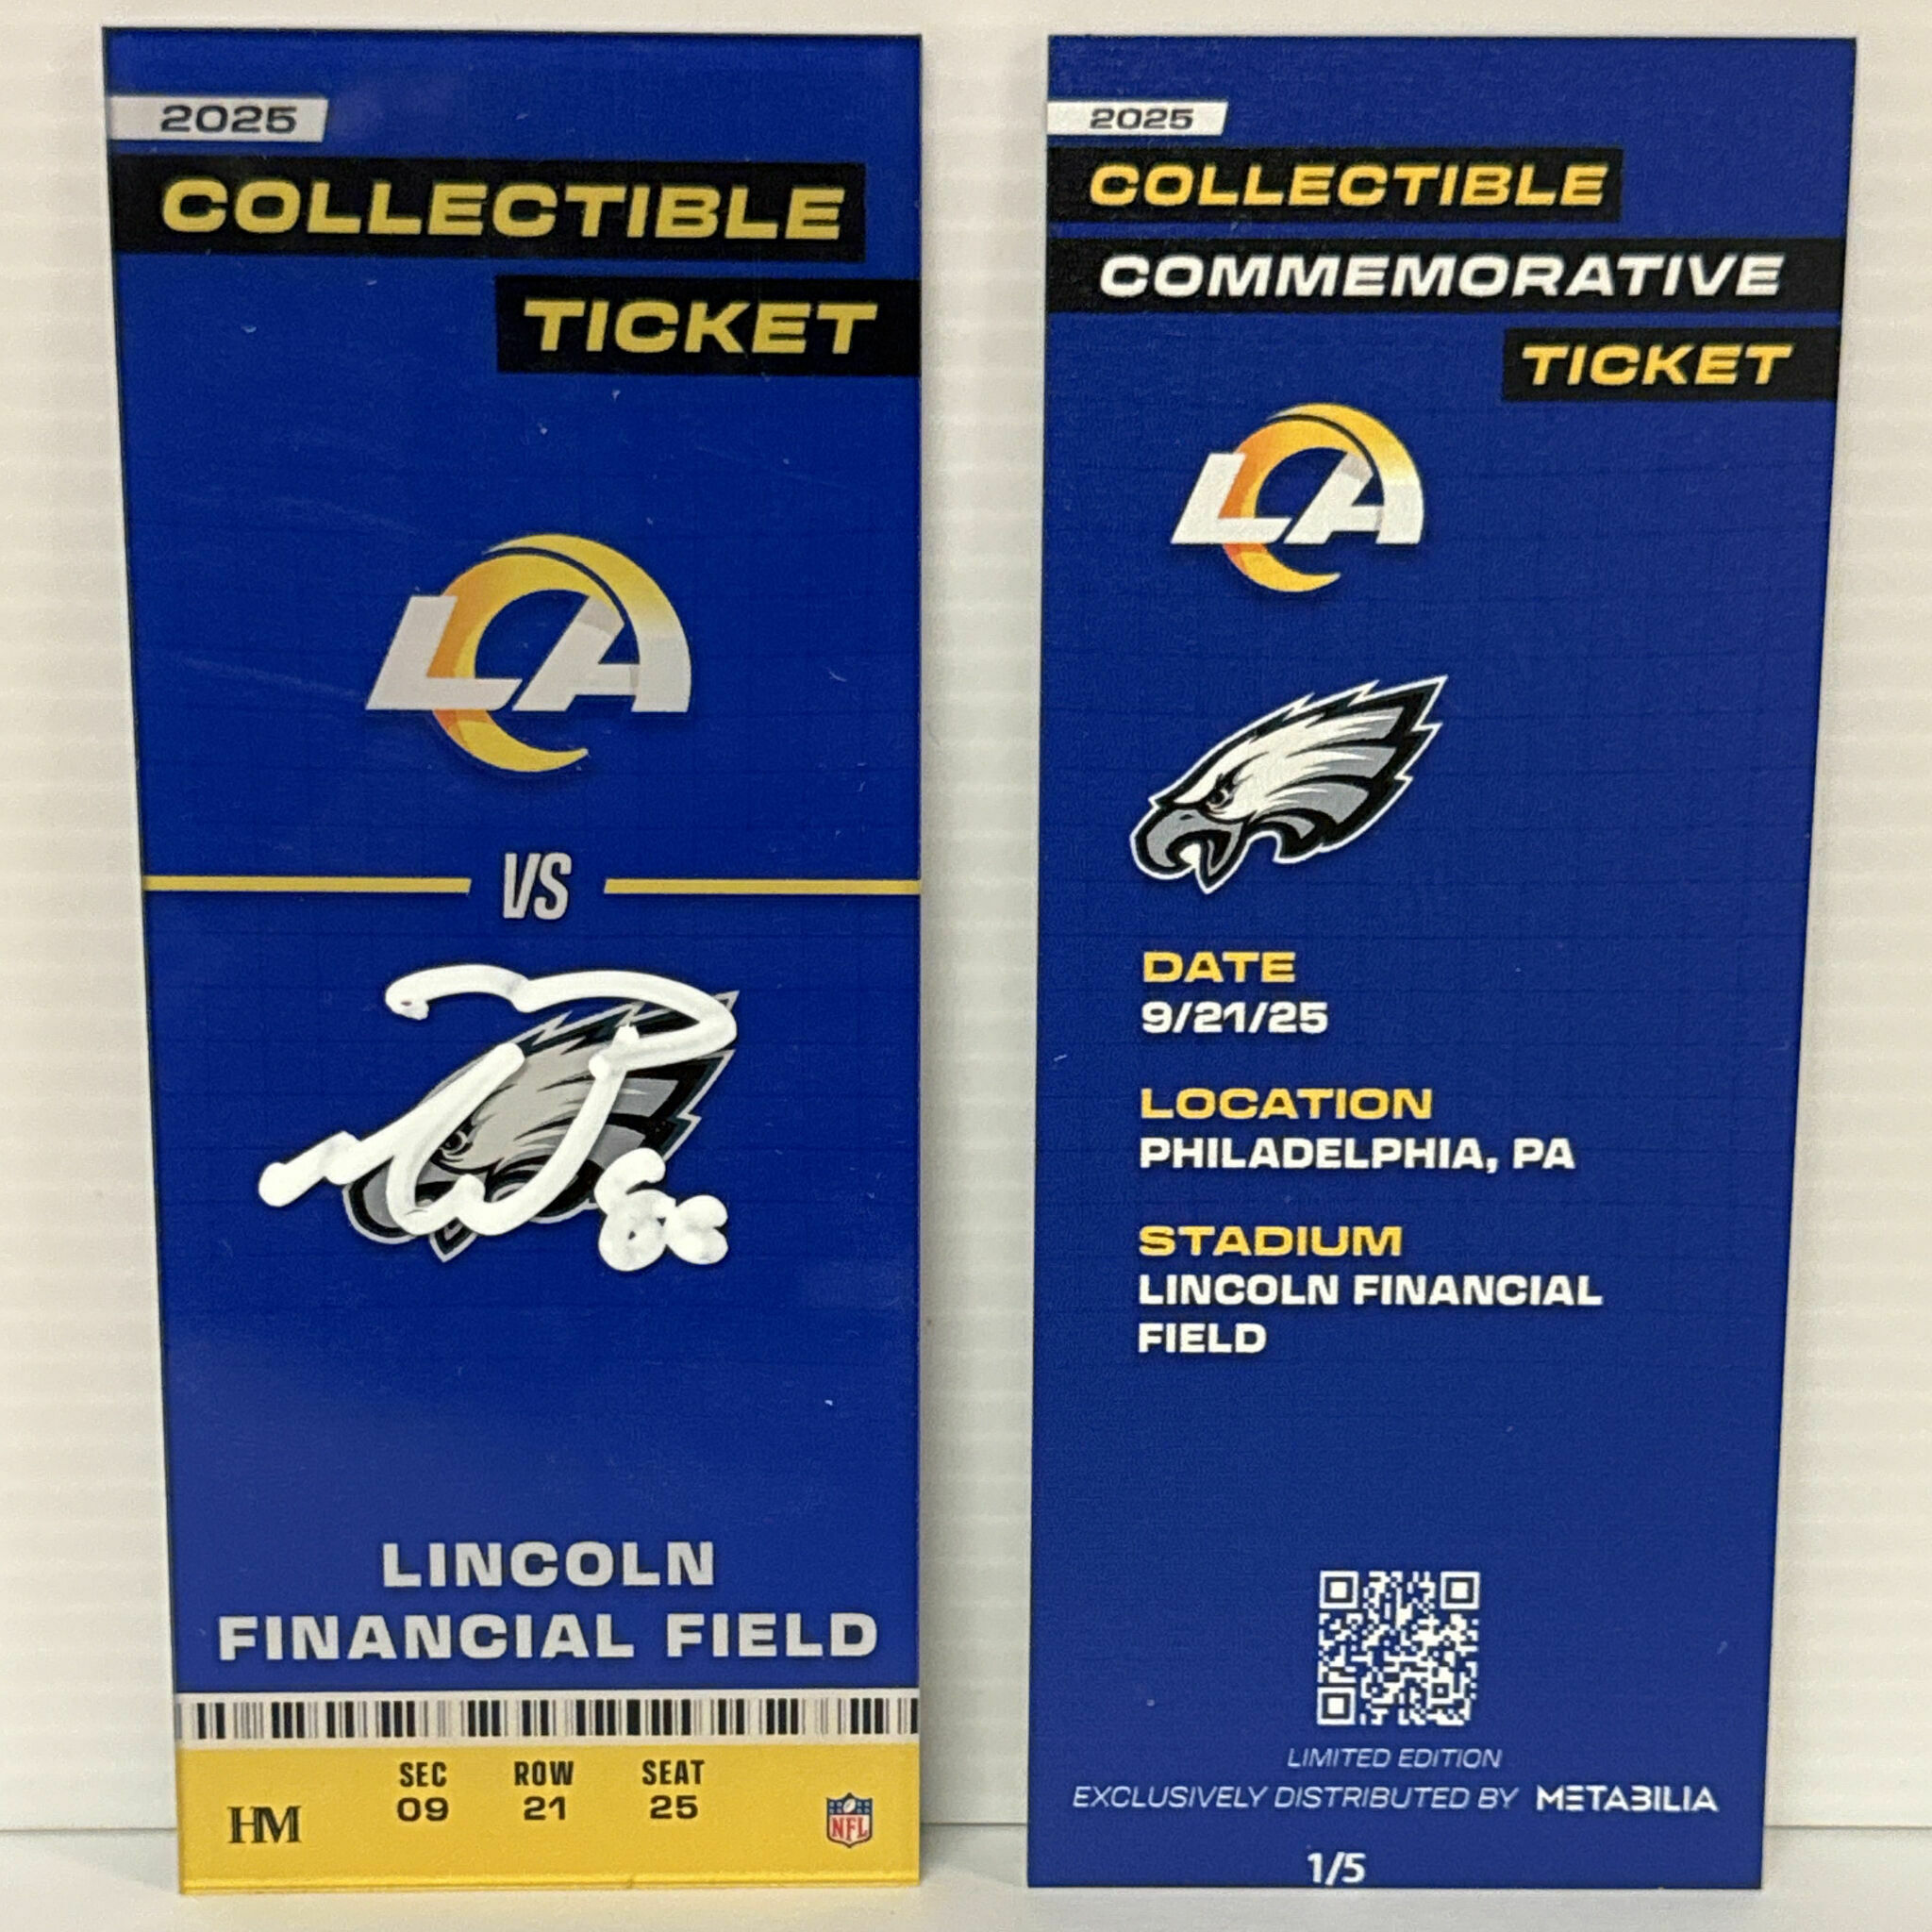 2025
COLLECTIBLE
TICKET
LA
VS
LINCOLN
FINANCIAL FIELD
SEC ROW SEAT
09 21 25
HM
NFL
2025
COLLECTIBLE
COMMEMORATIVE
TICKET
LA
DATE
9/21/25
LOCATION
PHILADELPHIA, PA
STADIUM
LINCOLN FINANCIAL
FIELD
LIMITED EDITION
EXCLUSIVELY DISTRIBUTED BY METABILIA
1/5